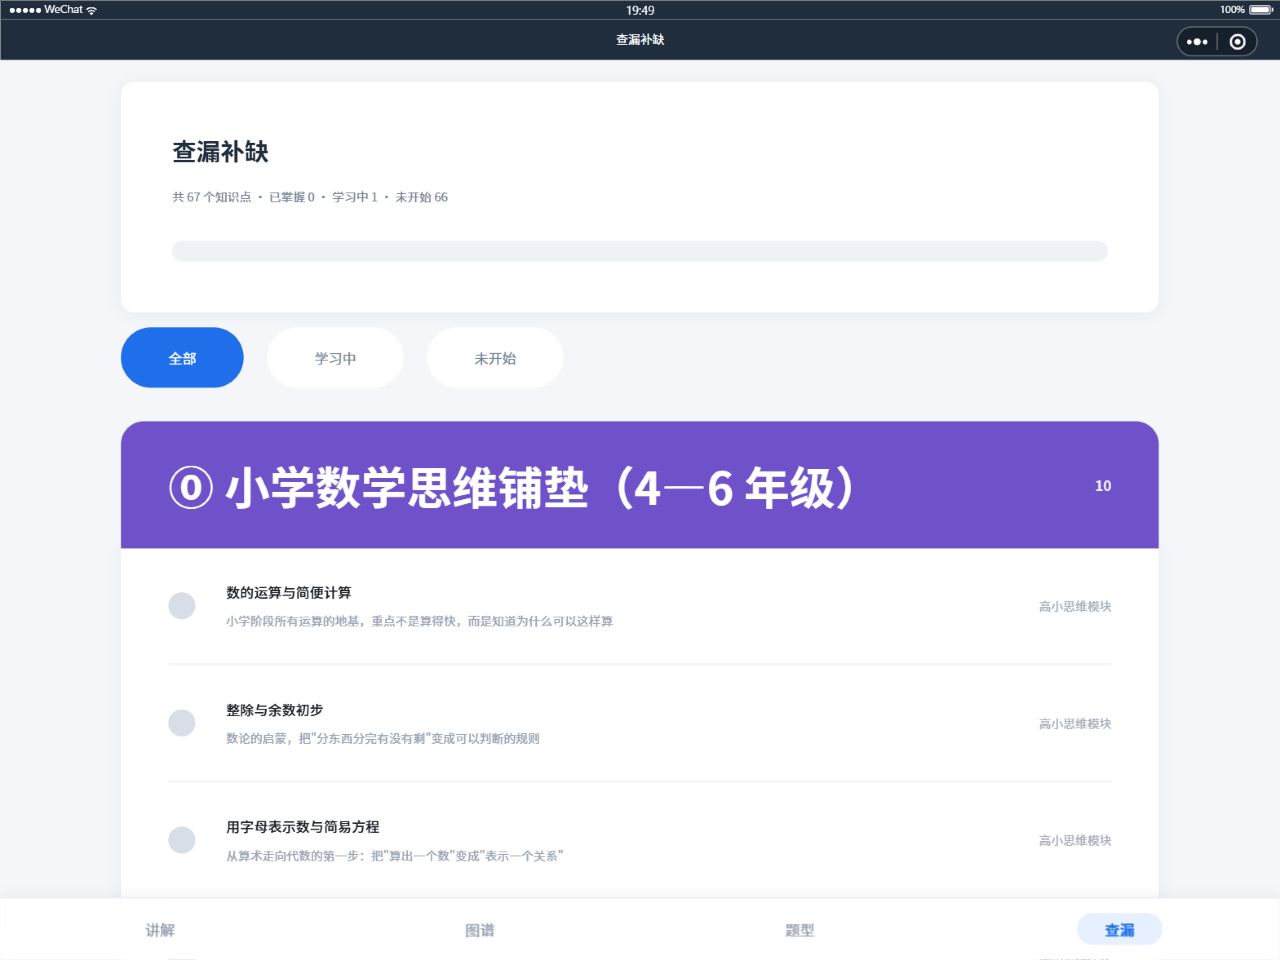 WeChat
19:49
100%
查漏补缺
查漏补缺
共 67 个知识点 · 已掌握 0 · 学习中 1 · 未开始 66
全部
学习中
未开始
⓪ 小学数学思维铺垫（4—6 年级）
10
数的运算与简便计算
小学阶段所有运算的地基，重点不是算得快，而是知道为什么可以这样算
高小思维模块
整除与余数初步
数论的启蒙，把"分东西分完有没有剩"变成可以判断的规则
高小思维模块
用字母表示数与简易方程
从算术走向代数的第一步：把"算出一个数"变成"表示一个关系"
高小思维模块
讲解
图谱
题型
查漏